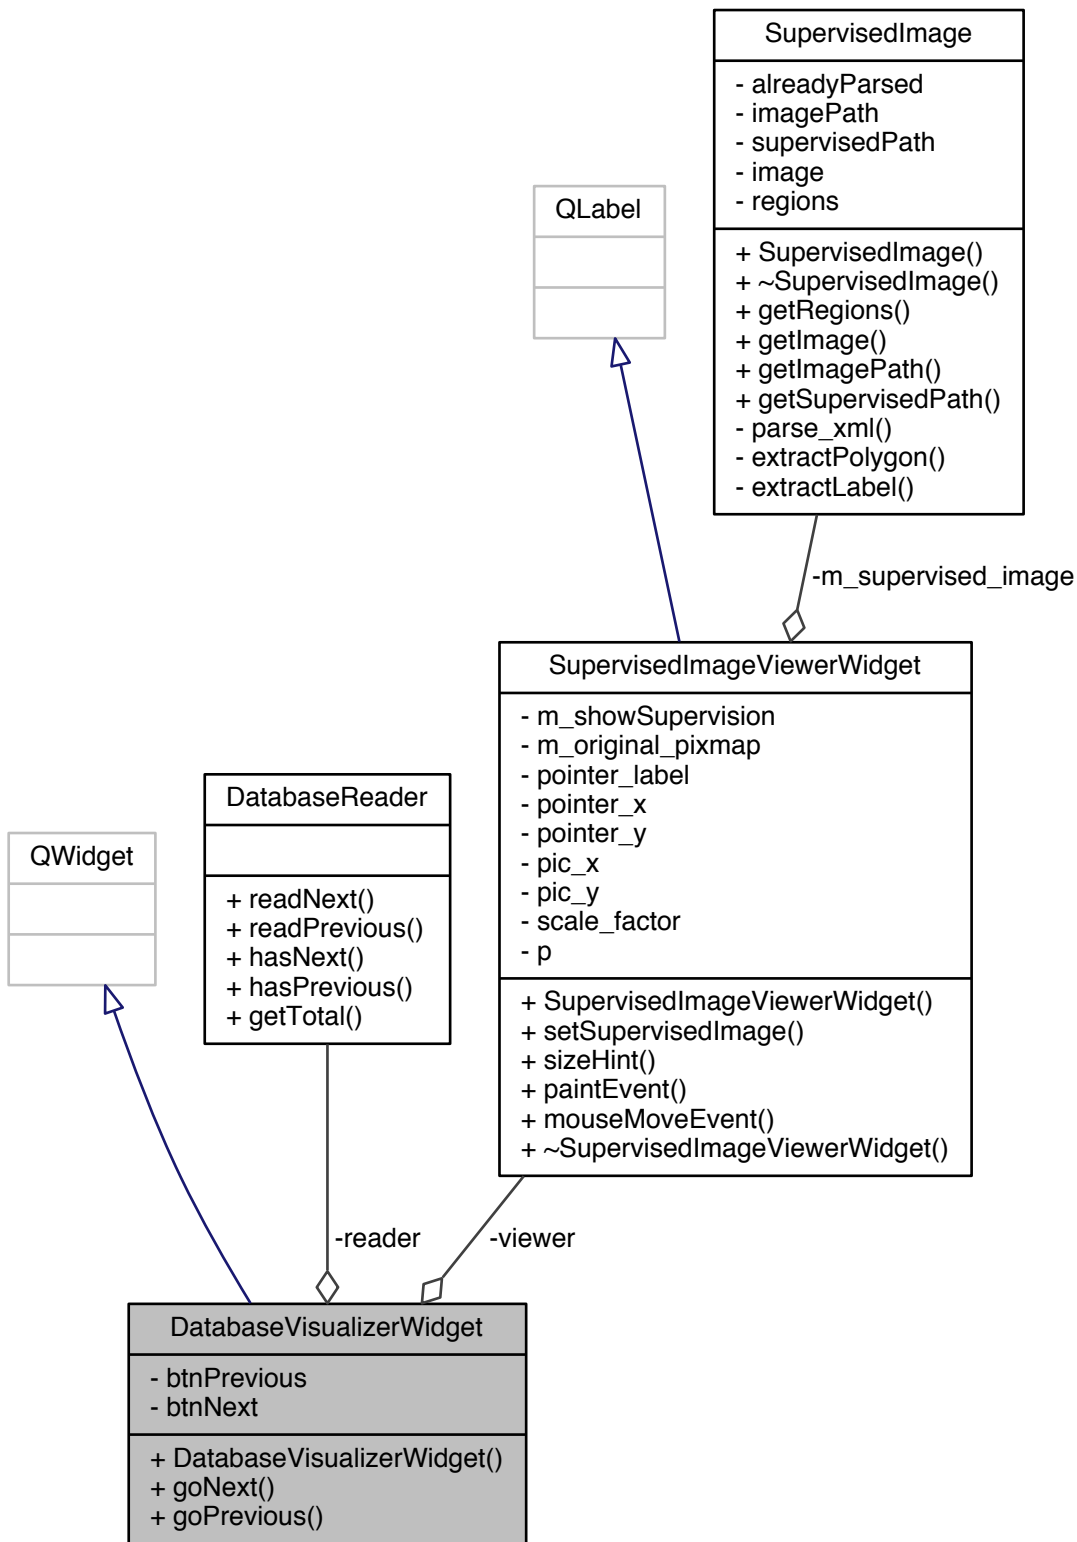 SupervisedImage
- alreadyParsed
- imagePath
- supervisedPath
- image
- regions
+ SupervisedImage()
+ ~SupervisedImage()
+ getRegions()
+ getImage()
+ getImagePath()
+ getSupervisedPath()
- parse_xml()
- extractPolygon()
- extractLabel()
QLabel
-m_supervised_image
SupervisedImageViewerWidget
- m_showSupervision
- m_original_pixmap
- pointer_label
- pointer_x
- pointer_y
- pic_x
- pic_y
- scale_factor
- p
+ SupervisedImageViewerWidget()
+ setSupervisedImage()
+ sizeHint()
+ paintEvent()
+ mouseMoveEvent()
+ ~SupervisedImageViewerWidget()
DatabaseReader
+ readNext()
+ readPrevious()
+ hasNext()
+ hasPrevious()
+ getTotal()
QWidget
-reader
-viewer
DatabaseVisualizerWidget
- btnPrevious
- btnNext
+ DatabaseVisualizerWidget()
+ goNext()
+ goPrevious()